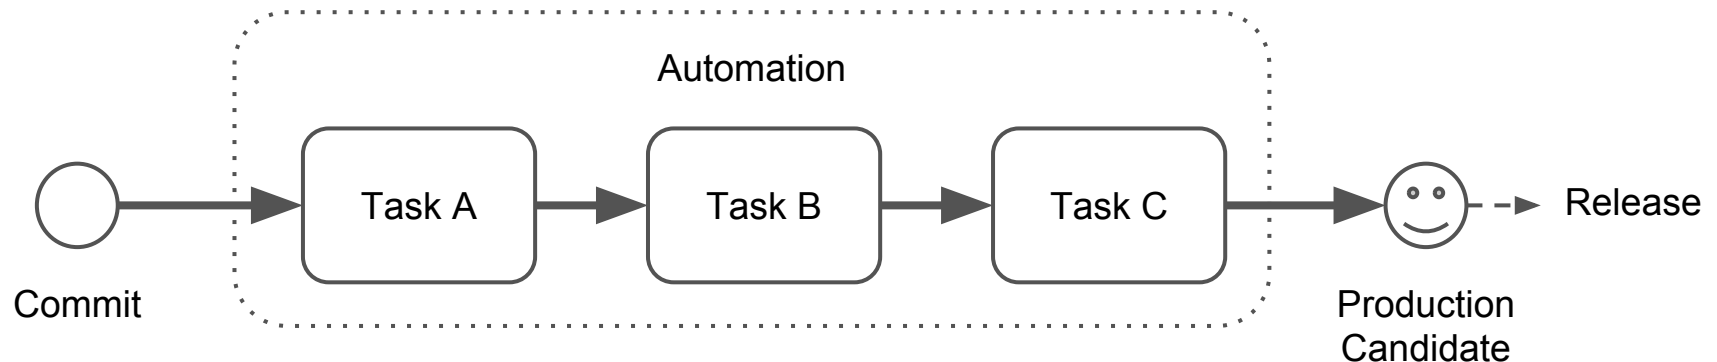 Automation
Task A
Task B
Task C
Commit
Production
Candidate
Release